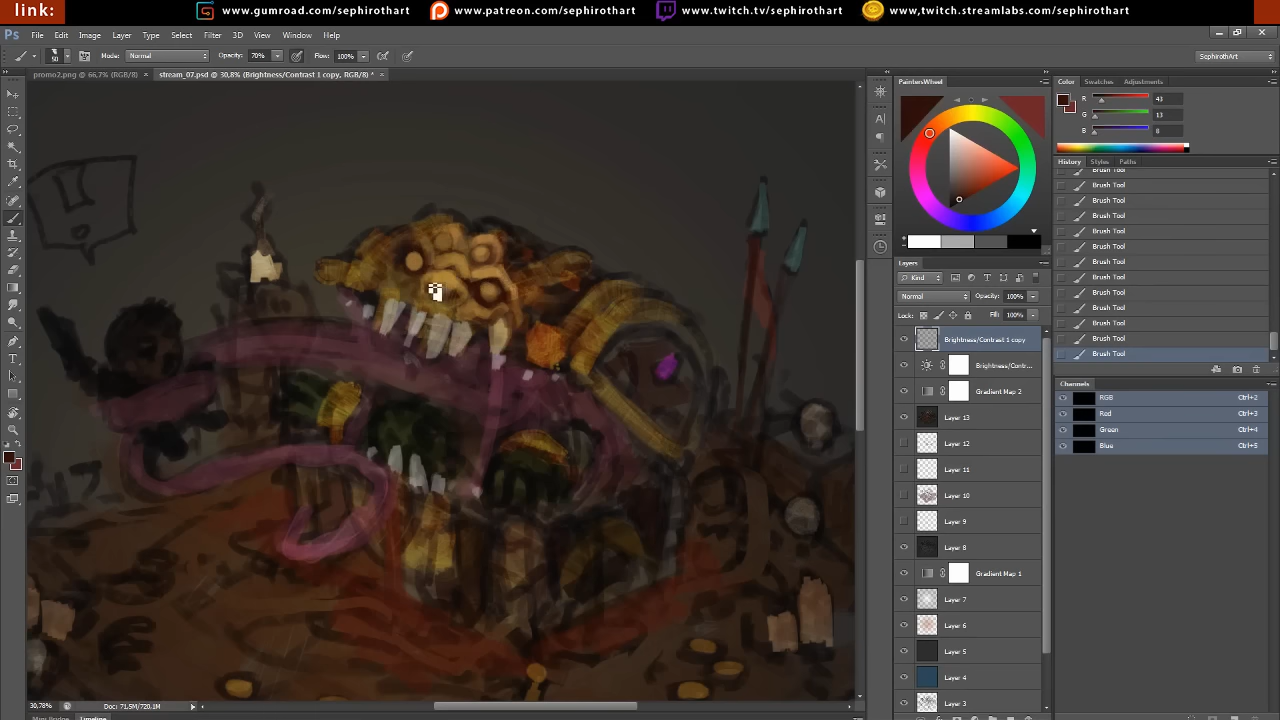 link: www.gumroad.com/sephirothart www.patreon.com/sephirothart www.twitch.tv/sephirothart www.twitch.streamlabs.com/sephirothart
Ps File Edit Image Layer Type Select Filter 3D View Window Help
50 Mode: Normal Opacity: 70% Flow: 100% SephirothArt
promo2.png @ 66,7% (RGB/8) × stream_07.psd @ 30,8% (Brightness/Contrast 1 copy, RGB/8) * ×
PaintersWheel
Color Swatches Adjustments
R 43
G 13
B 8
History Styles Paths
Brush Tool
Brush Tool
Brush Tool
Brush Tool
Brush Tool
Brush Tool
Brush Tool
Brush Tool
Brush Tool
Brush Tool
Brush Tool
Brush Tool
Brush Tool
Layers
Kind
Normal Opacity: 100%
Lock: Fill: 100%
Brightness/Contrast 1 copy
Brightness/Contr...
Gradient Map 2
Layer 13
Layer 12
Layer 11
Layer 10
Layer 9
Layer 8
Gradient Map 1
Layer 7
Layer 6
Layer 5
Layer 4
Layer 3
Channels
RGB Ctrl+2
Red Ctrl+3
Green Ctrl+4
Blue Ctrl+5
!
30,78% Doc: 71,5M/720,1M
Mini Bridge Timeline